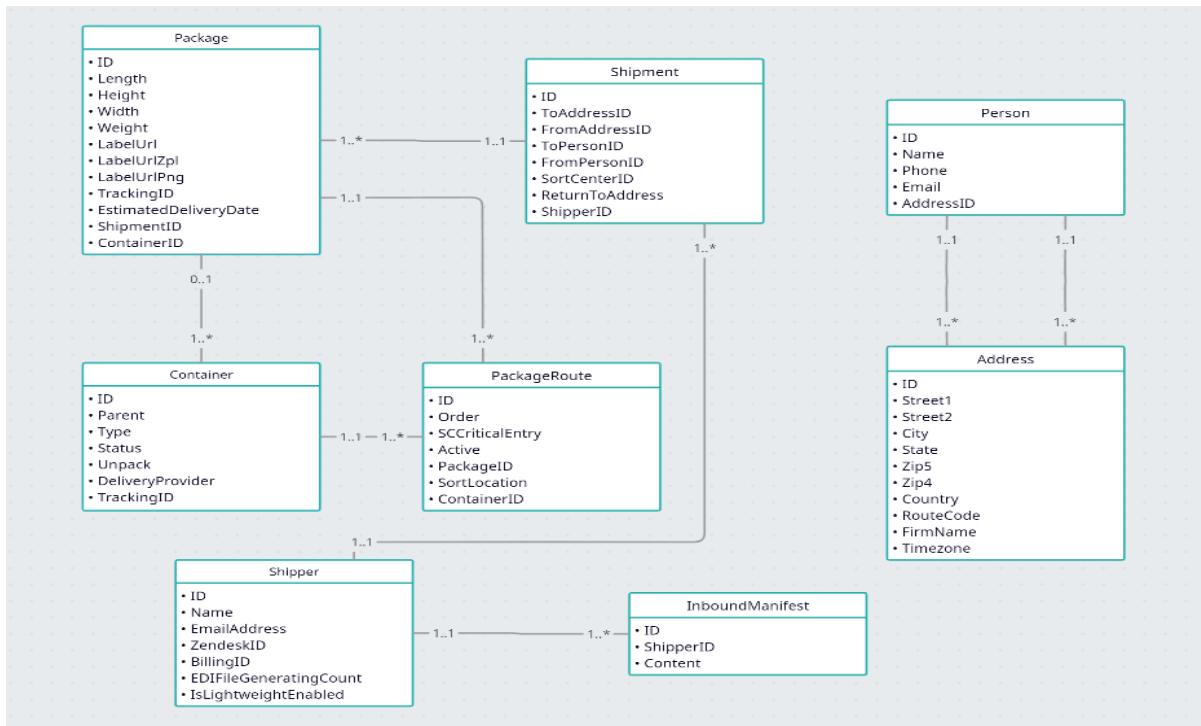 Package
• ID
• Length
• Height
• Width
• Weight
• LabelUrl
• LabelUrlZpl
• LabelUrlPng
• TrackingID
• EstimatedDeliveryDate
• ShipmentID
• ContainerID
1..*
1..1
1..1
0..1
1..*
1..*
Shipment
• ID
• ToAddressID
• FromAddressID
• ToPersonID
• FromPersonID
• SortCenterID
• ReturnToAddress
• ShipperID
1..*
Person
• ID
• Name
• Phone
• Email
• AddressID
1..1
1..1
1..*
1..*
Container
• ID
• Parent
• Type
• Status
• Unpack
• DeliveryProvider
• TrackingID
1..1
1..*
PackageRoute
• ID
• Order
• SCCriticalEntry
• Active
• PackageID
• SortLocation
• ContainerID
Address
• ID
• Street1
• Street2
• City
• State
• Zip5
• Zip4
• Country
• RouteCode
• FirmName
• Timezone
1..1
Shipper
• ID
• Name
• EmailAddress
• ZendeskID
• BillingID
• EDIFileGeneratingCount
• IsLightweightEnabled
1..1
1..*
InboundManifest
• ID
• ShipperID
• Content